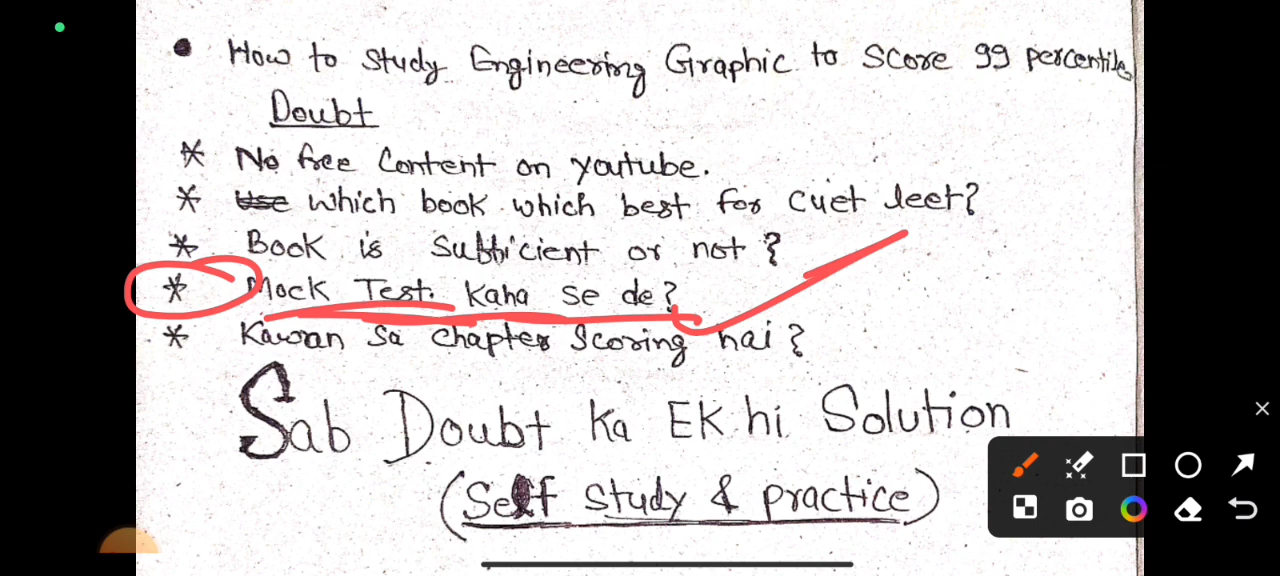 • How to Study Engineering Graphic to Score 99 percentile
Doubt
* No free Content on youtube.
* Use which book which best for Cuet leet?
* Book is Sufficient or not?
* Mock Test. Kaha se de?
* Kawan Sa Chapter Scoring hai?
Sab Doubt Ka EK hi Solution
(Self study & practice)